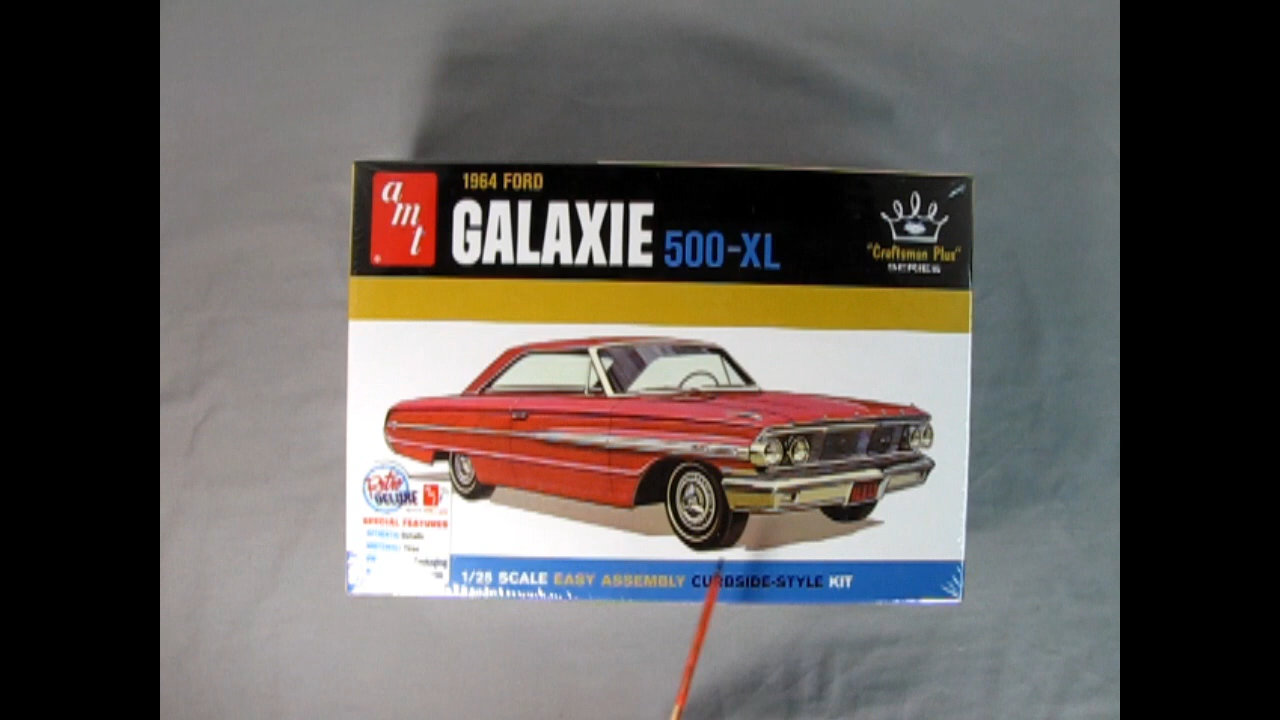 amt
1964 FORD
GALAXIE 500-XL
"Craftsman Plus"
SERIES
DELUXE
SPECIAL FEATURES
1/25 SCALE EASY ASSEMBLY CURBSIDE-STYLE KIT